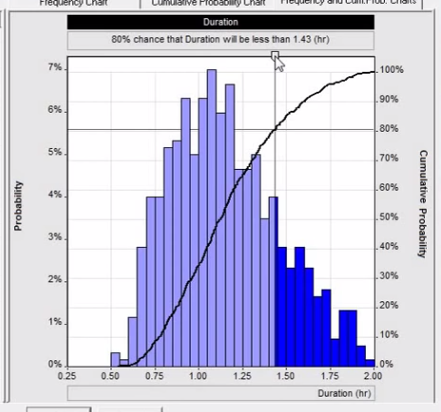 Frequency Chart Cumulative Probability Chart Frequency and Cum.Prob. Charts
Duration
80% chance that Duration will be less than 1.43 (hr)
7%
6%
5%
4%
3%
2%
1%
0%
Probability
100%
90%
80%
70%
60%
50%
40%
30%
20%
10%
0%
Cumulative Probability
0.25 0.50 0.75 1.00 1.25 1.50 1.75 2.00
Duration (hr)